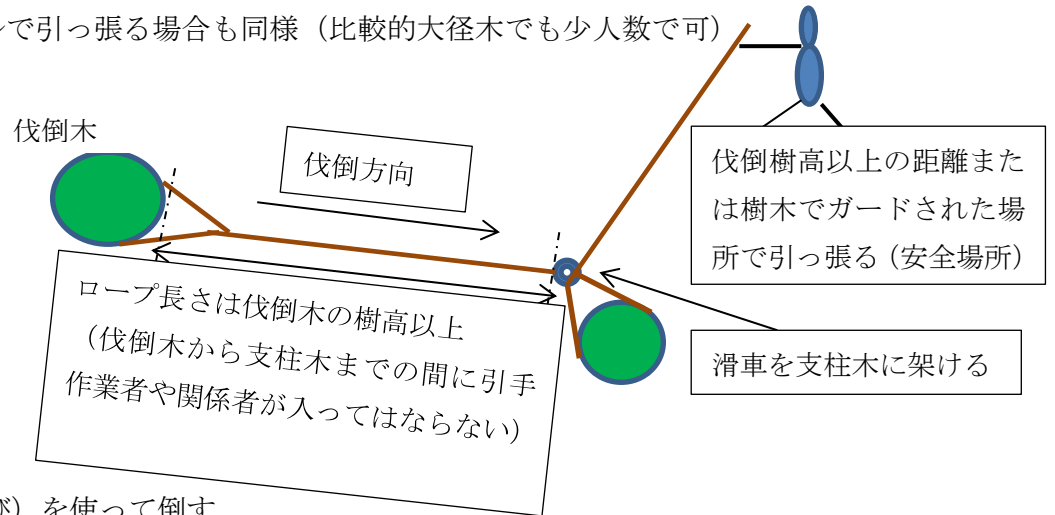 で引っ張る場合も同様（比較的大径木でも少人数で可）
伐倒木
伐倒方向
伐倒樹高以上の距離また
は樹木でガードされた場
所で引っ張る（安全場所）
ロープ長さは伐倒木の樹高以上
（伐倒木から支柱木までの間に引手
作業者や関係者が入ってはならない）
滑車を支柱木に架ける
）を使って倒す